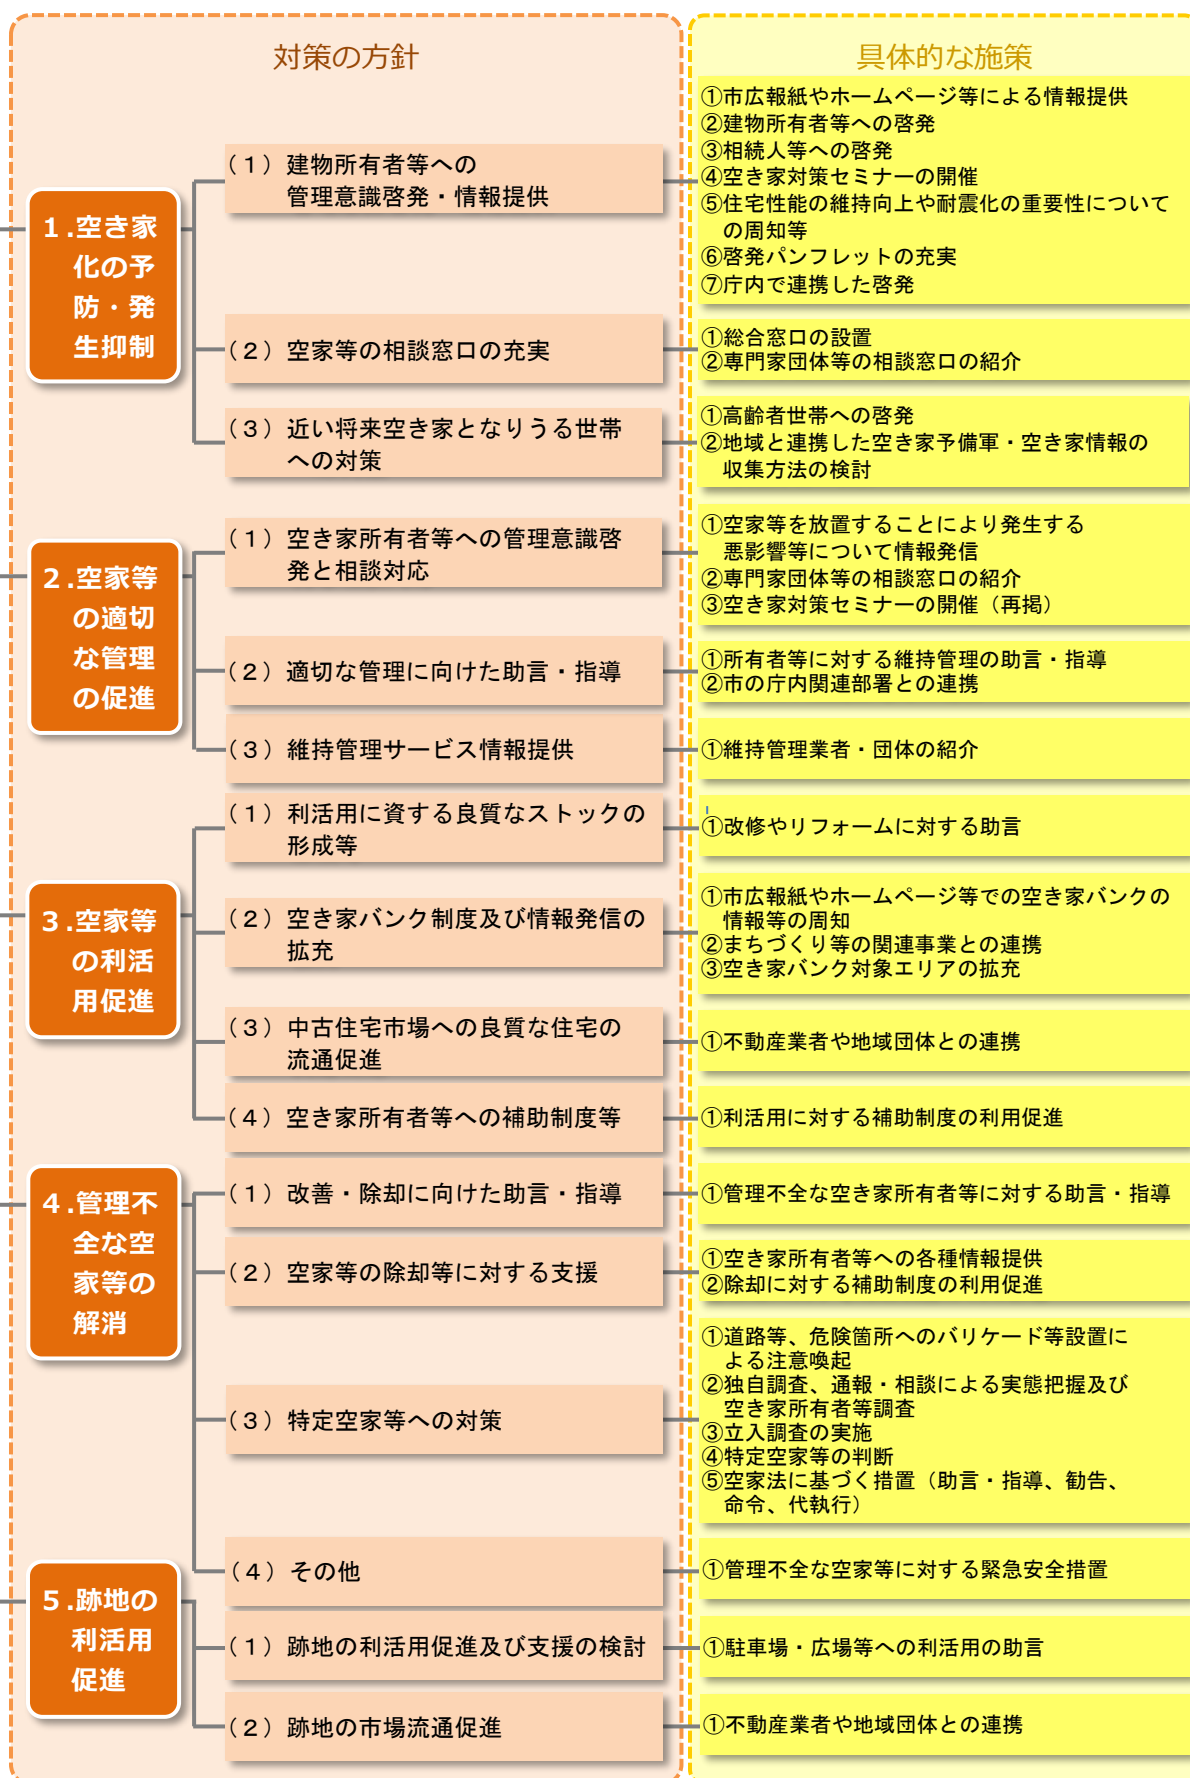 対策の方針
具体的な施策
１.空き家
化の予
防・発
生抑制
（１）建物所有者等への
管理意識啓発・情報提供
①市広報紙やホームページ等による情報提供
②建物所有者等への啓発
③相続人等への啓発
④空き家対策セミナーの開催
⑤住宅性能の維持向上や耐震化の重要性について
の周知等
⑥啓発パンフレットの充実
⑦庁内で連携した啓発
（２）空家等の相談窓口の充実
①総合窓口の設置
②専門家団体等の相談窓口の紹介
（３）近い将来空き家となりうる世帯
への対策
①高齢者世帯への啓発
②地域と連携した空き家予備軍・空き家情報の
収集方法の検討
２.空家等
の適切
な管理
の促進
（１）空き家所有者等への管理意識啓
発と相談対応
①空家等を放置することにより発生する
悪影響等について情報発信
②専門家団体等の相談窓口の紹介
③空き家対策セミナーの開催（再掲）
（２）適切な管理に向けた助言・指導
①所有者等に対する維持管理の助言・指導
②市の庁内関連部署との連携
（３）維持管理サービス情報提供
①維持管理業者・団体の紹介
３.空家等
の利活
用促進
（１）利活用に資する良質なストックの
形成等
①改修やリフォームに対する助言
（２）空き家バンク制度及び情報発信の
拡充
①市広報紙やホームページ等での空き家バンクの
情報等の周知
②まちづくり等の関連事業との連携
③空き家バンク対象エリアの拡充
（３）中古住宅市場への良質な住宅の
流通促進
①不動産業者や地域団体との連携
（４）空き家所有者等への補助制度等
①利活用に対する補助制度の利用促進
４.管理不
全な空
家等の
解消
（１）改善・除却に向けた助言・指導
①管理不全な空き家所有者等に対する助言・指導
（２）空家等の除却等に対する支援
①空き家所有者等への各種情報提供
②除却に対する補助制度の利用促進
（３）特定空家等への対策
①道路等、危険箇所へのバリケード等設置に
よる注意喚起
②独自調査、通報・相談による実態把握及び
空き家所有者等調査
③立入調査の実施
④特定空家等の判断
⑤空家法に基づく措置（助言・指導、勧告、
命令、代執行）
（４）その他
①管理不全な空家等に対する緊急安全措置
５.跡地の
利活用
促進
（１）跡地の利活用促進及び支援の検討
①駐車場・広場等への利活用の助言
（２）跡地の市場流通促進
①不動産業者や地域団体との連携